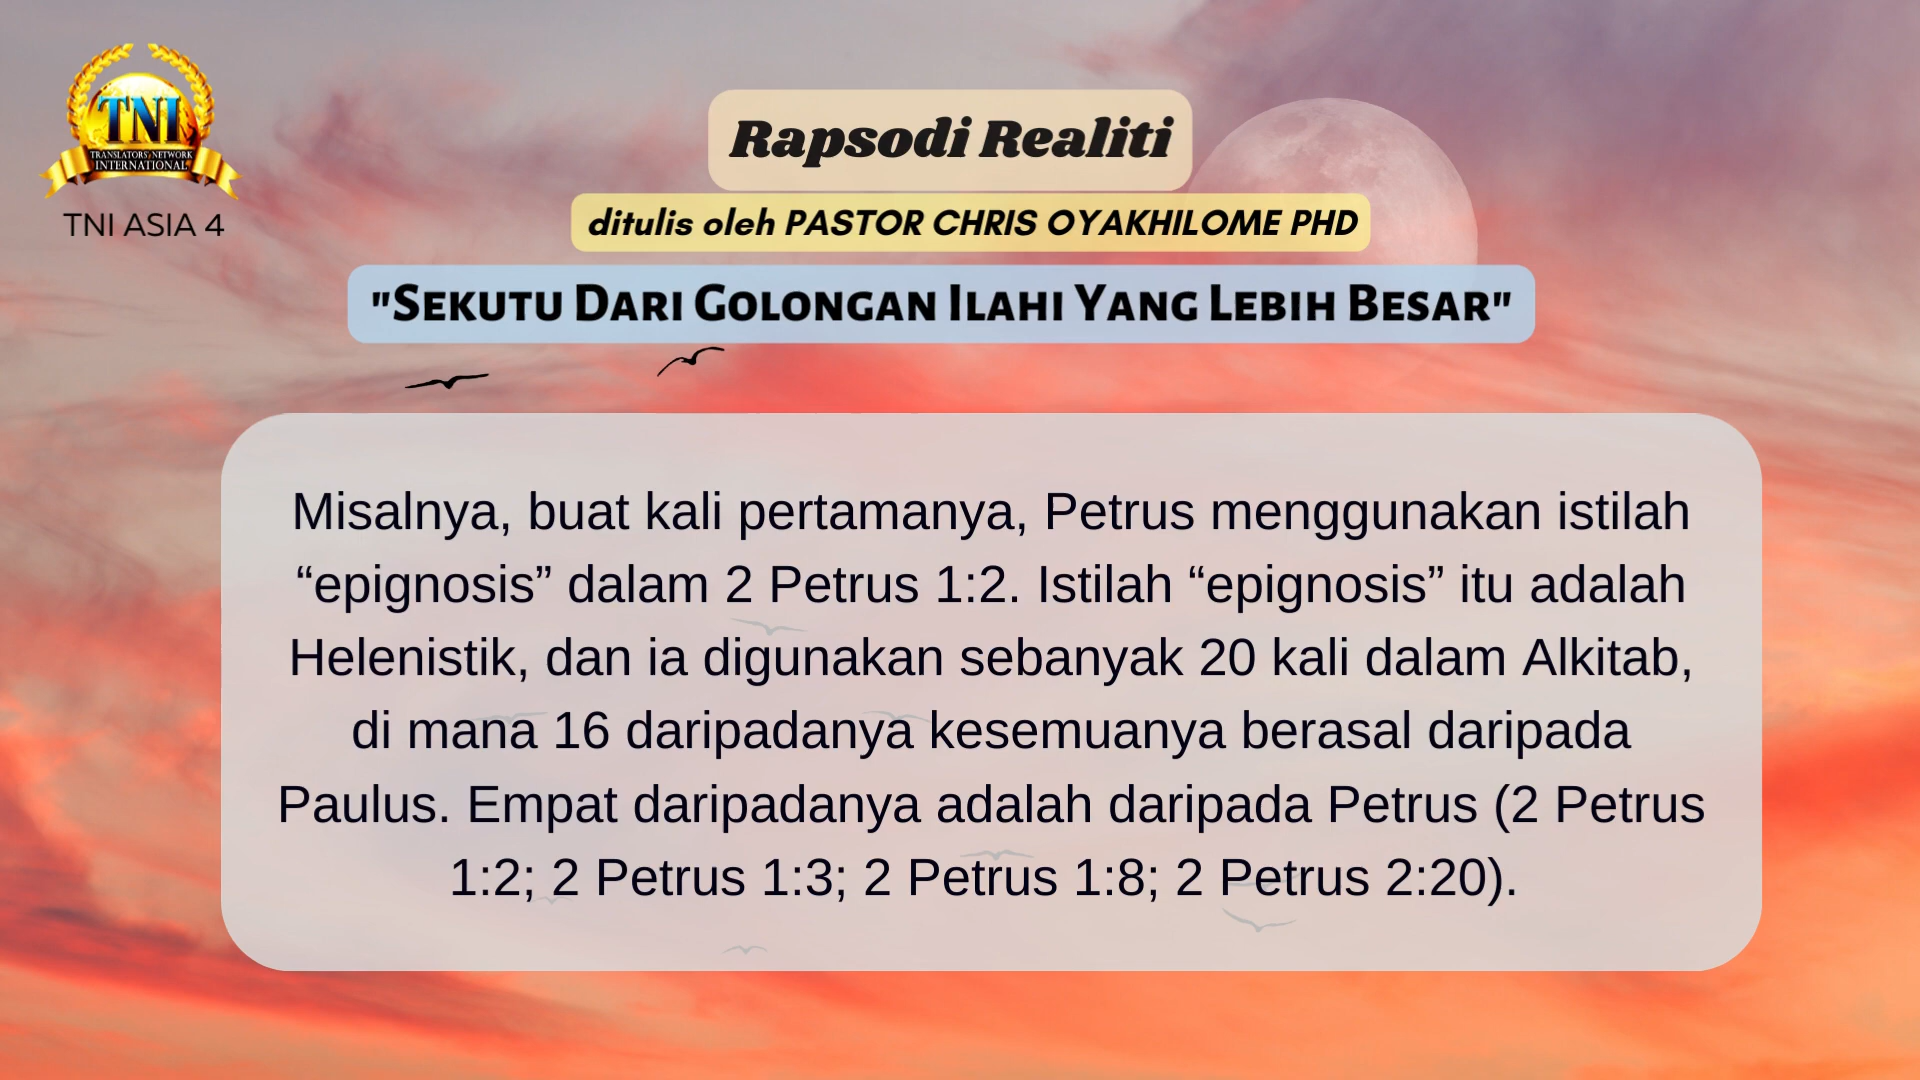 TNI
TRANSLATORS' NETWORK
INTERNATIONAL
TNI ASIA 4
Rapsodi Realiti
ditulis oleh PASTOR CHRIS OYAKHILOME PHD
"Sekutu Dari Golongan Ilahi Yang Lebih Besar"
Misalnya, buat kali pertamanya, Petrus menggunakan istilah
“epignosis” dalam 2 Petrus 1:2. Istilah “epignosis” itu adalah
Helenistik, dan ia digunakan sebanyak 20 kali dalam Alkitab,
di mana 16 daripadanya kesemuanya berasal daripada
Paulus. Empat daripadanya adalah daripada Petrus (2 Petrus
1:2; 2 Petrus 1:3; 2 Petrus 1:8; 2 Petrus 2:20).